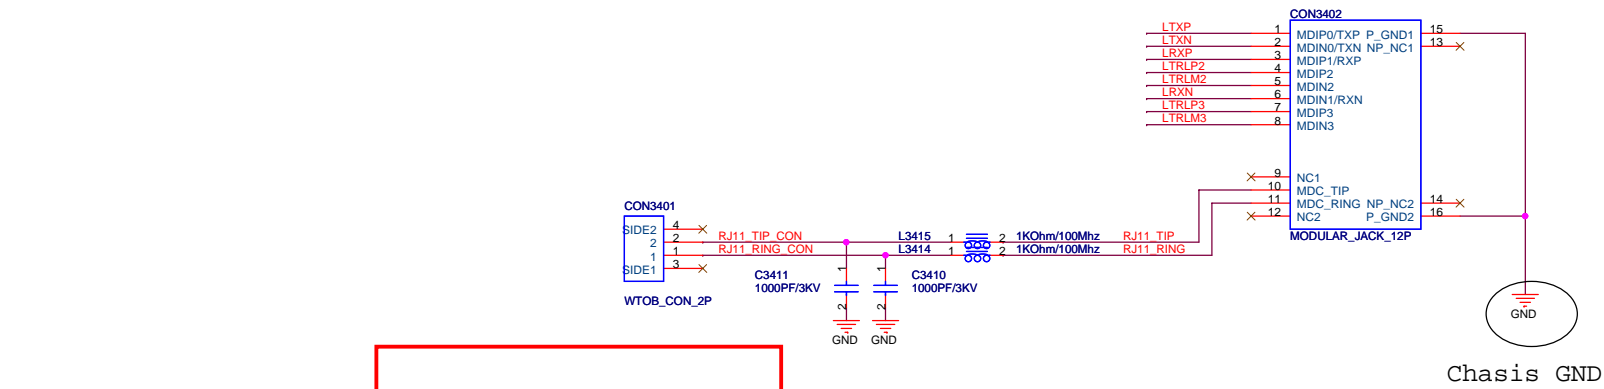 CON3402
LTXP 1 MDIP0/TXP P_GND1 15
LTXN 2 MDIN0/TXN NP_NC1 13
LRXP 3 MDIP1/RXP
LTRLP2 4 MDIP2
LTRLM2 5 MDIN2
LRXN 6 MDIN1/RXN
LTRLP3 7 MDIP3
LTRLM3 8 MDIN3
9 NC1
10 MDC_TIP
11 MDC_RING NP_NC2 14
12 NC2 P_GND2 16
MODULAR_JACK_12P
CON3401
SIDE2 4
2 2 RJ11_TIP_CON L3415 1 2 1KOhm/100Mhz RJ11_TIP
1 1 RJ11_RING_CON L3414 1 2 1KOhm/100Mhz RJ11_RING
SIDE1 3
WTOB_CON_2P
C3411 1 1 C3410
1000PF/3KV 1000PF/3KV
2 2
GND GND
GND
Chasis GND